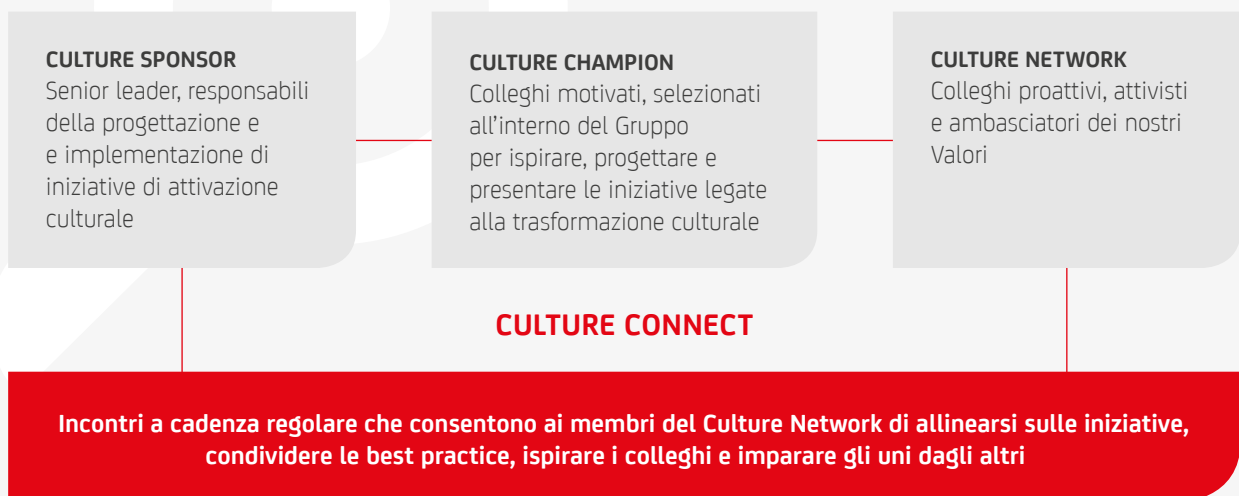 CULTURE SPONSOR
Senior leader, responsabili
della progettazione e
e implementazione di
iniziative di attivazione
culturale
CULTURE CHAMPION
Colleghi motivati, selezionati
all’interno del Gruppo
per ispirare, progettare e
presentare le iniziative legate
alla trasformazione culturale
CULTURE NETWORK
Colleghi proattivi, attivisti
e ambasciatori dei nostri
Valori
CULTURE CONNECT
Incontri a cadenza regolare che consentono ai membri del Culture Network di allinearsi sulle iniziative,
condividere le best practice, ispirare i colleghi e imparare gli uni dagli altri